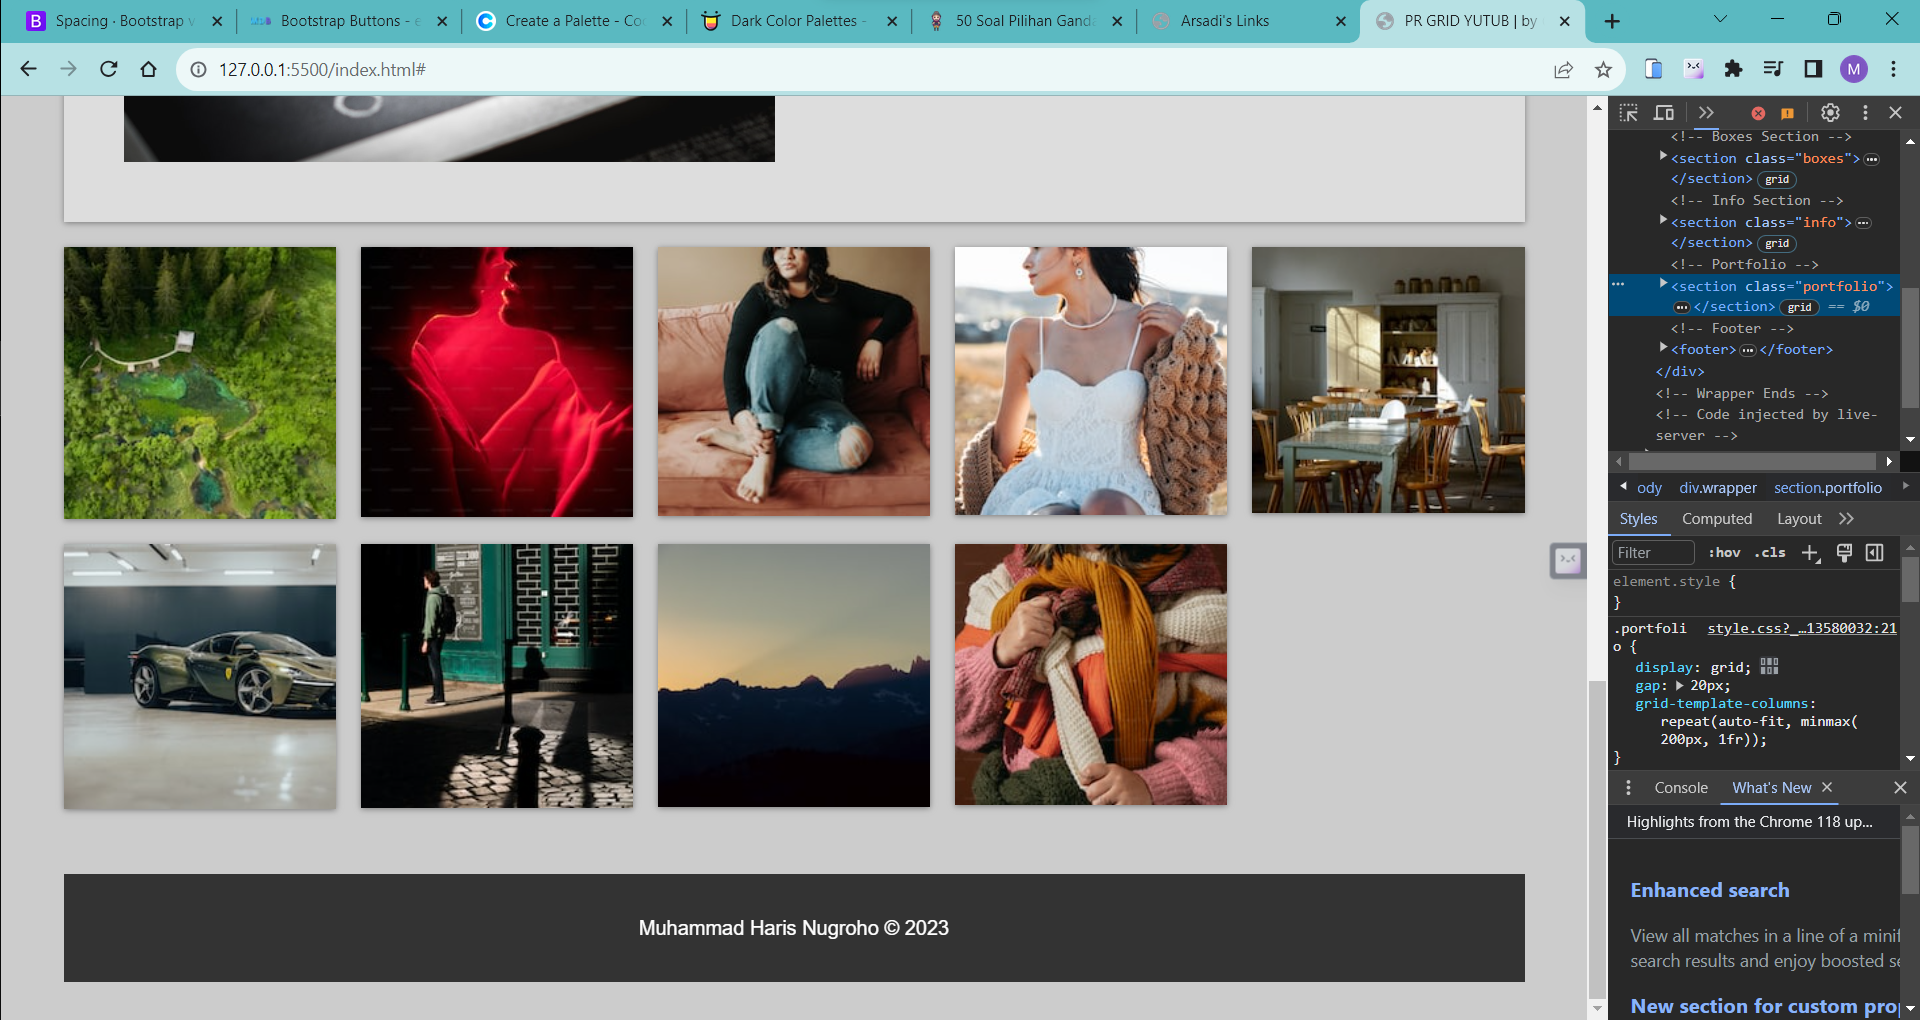 Spacing · Bootstrap v
Bootstrap Buttons - e
Create a Palette - Co
Dark Color Palettes -
50 Soal Pilihan Ganda
Arsadi's Links
PR GRID YUTUB | by
127.0.0.1:5500/index.html#
M
<!-- Boxes Section -->
<section class="boxes"> …
</section> grid
<!-- Info Section -->
<section class="info"> …
</section> grid
<!-- Portfolio -->
<section class="portfolio">
… </section> grid == $0
<!-- Footer -->
<footer> … </footer>
</div>
<!-- Wrapper Ends -->
<!-- Code injected by live-
server -->
ody div.wrapper section.portfolio
Styles Computed Layout
Filter :hov .cls
element.style {
}
.portfoli style.css?_…13580032:21
o {
display: grid;
gap: 20px;
grid-template-columns:
repeat(auto-fit, minmax(
200px, 1fr));
}
Console What's New
Highlights from the Chrome 118 up...
Enhanced search
View all matches in a line of a minif
search results and enjoy boosted se
New section for custom prop
Muhammad Haris Nugroho © 2023